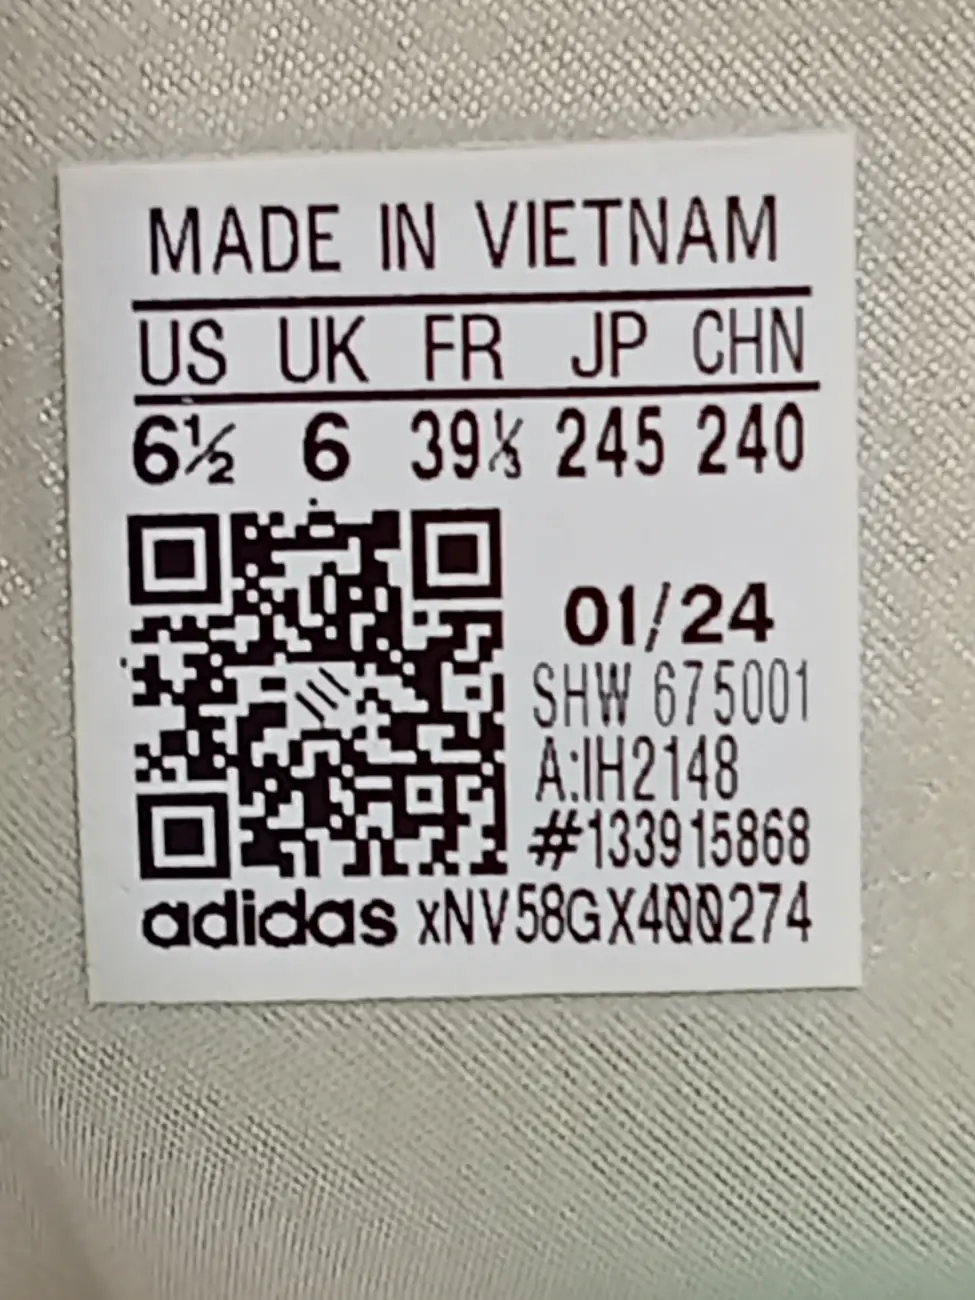 MADE IN VIETNAM
US UK FR JP CHN
6½ 6 39⅓ 245 240
01/24
SHW 675001
A:IH2148
#133915868
adidas xNV58GX400274